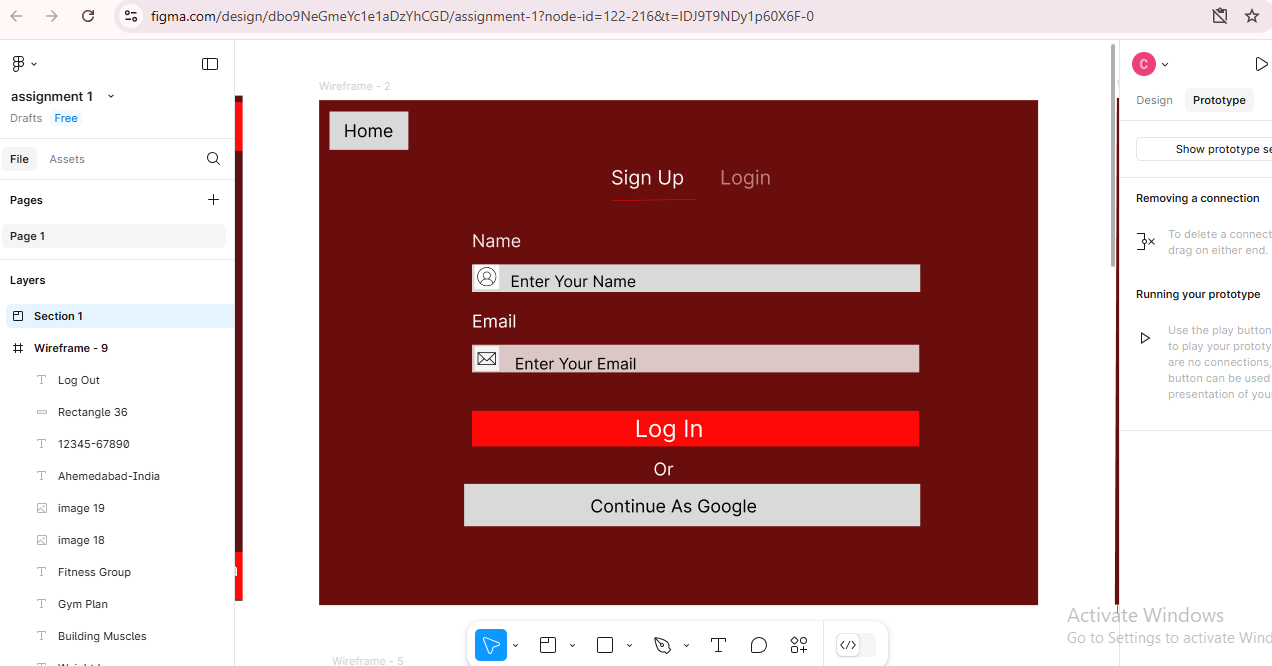 figma.com/design/dbo9NeGmeYc1e1aDzYhCGD/assignment-1?node-id=122-216&t=IDJ9T9NDy1p60X6F-0
assignment 1
Drafts Free
File Assets
Pages
Page 1
Layers
Section 1
Wireframe - 9
Log Out
Rectangle 36
12345-67890
Ahemedabad-India
image 19
image 18
Fitness Group
Gym Plan
Building Muscles
Wireframe - 2
Home
Sign Up Login
Name
Enter Your Name
Email
Enter Your Email
Log In
Or
Continue As Google
Wireframe - 5
C
Design Prototype
Show prototype se
Removing a connection
To delete a connect
drag on either end.
Running your prototype
Use the play button
to play your prototy
are no connections,
button can be used
presentation of you
Activate Windows
Go to Settings to activate Wind